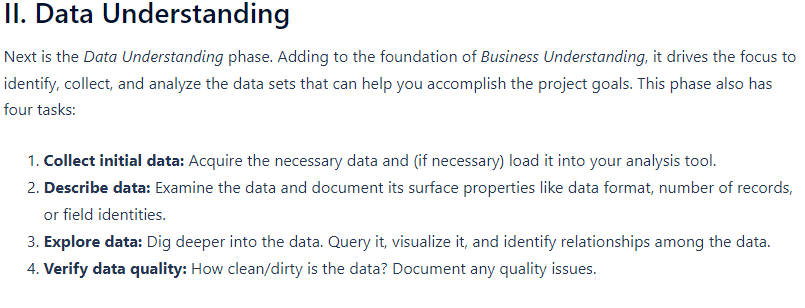 II. Data Understanding
Next is the Data Understanding phase. Adding to the foundation of Business Understanding, it drives the focus to
identify, collect, and analyze the data sets that can help you accomplish the project goals. This phase also has
four tasks:
1. Collect initial data: Acquire the necessary data and (if necessary) load it into your analysis tool.
2. Describe data: Examine the data and document its surface properties like data format, number of records,
or field identities.
3. Explore data: Dig deeper into the data. Query it, visualize it, and identify relationships among the data.
4. Verify data quality: How clean/dirty is the data? Document any quality issues.